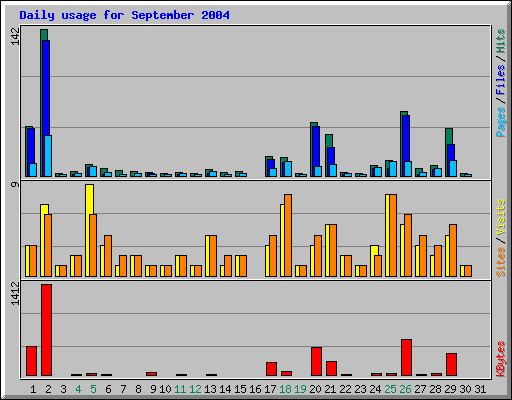 Daily usage for September 2004
142
Pages / Files / Hits
9
Sites / Visits
1412
KBytes
1 2 3 4 5 6 7 8 9 10 11 12 13 14 15 16 17 18 19 20 21 22 23 24 25 26 27 28 29 30 31